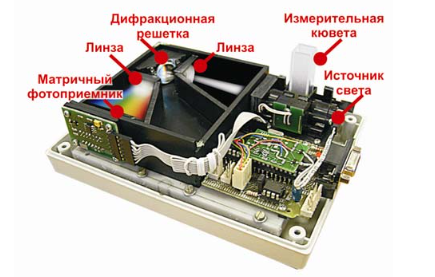 Дифракционная
решетка
Линза
Линза
Матричный
фотоприемник
Измерительная
кювета
Источник
света